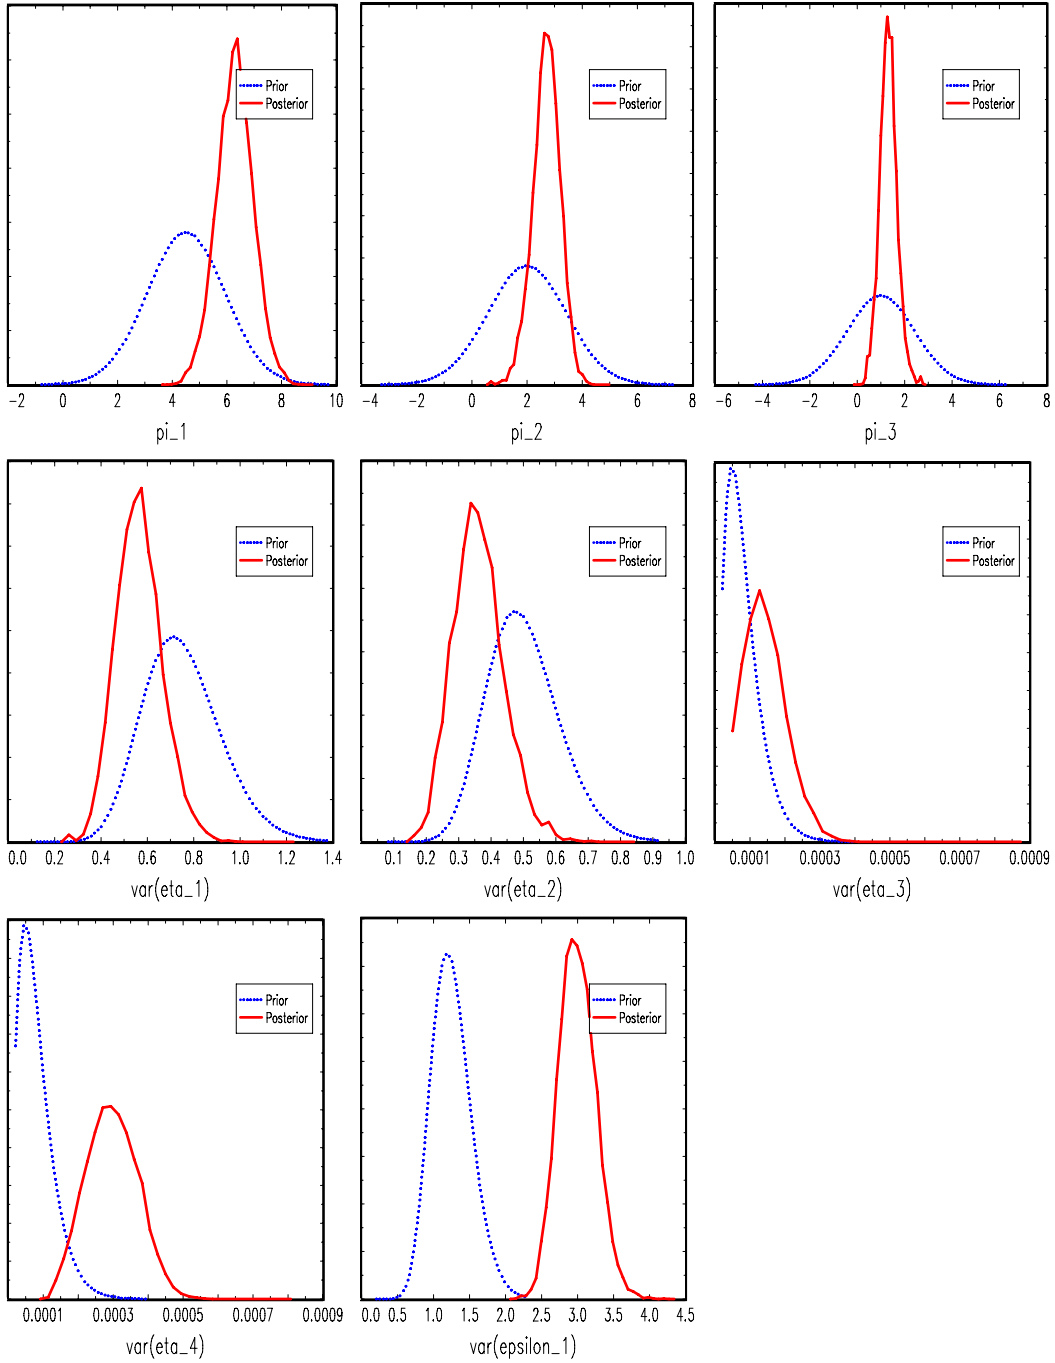 Prior
Posterior
-2 0 2 4 6 8 10
pi_1
Prior
Posterior
-4 -2 0 2 4 6 8
pi_2
Prior
Posterior
-6 -4 -2 0 2 4 6 8
pi_3
Prior
Posterior
0.0 0.2 0.4 0.6 0.8 1.0 1.2 1.4
var(eta_1)
Prior
Posterior
0.1 0.2 0.3 0.4 0.5 0.6 0.7 0.8 0.9 1.0
var(eta_2)
Prior
Posterior
0.0001 0.0003 0.0005 0.0007 0.0009
var(eta_3)
Prior
Posterior
0.0001 0.0003 0.0005 0.0007 0.0009
var(eta_4)
Prior
Posterior
0.0 0.5 1.0 1.5 2.0 2.5 3.0 3.5 4.0 4.5
var(epsilon_1)